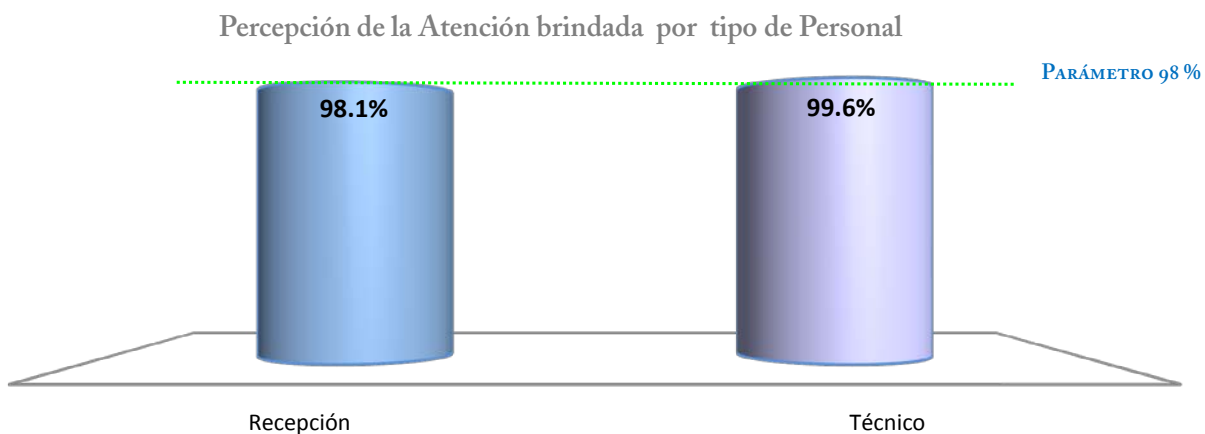 Percepción de la Atención brindada por tipo de Personal
PARÁMETRO 98 %
98.1%
99.6%
Recepción
Técnico